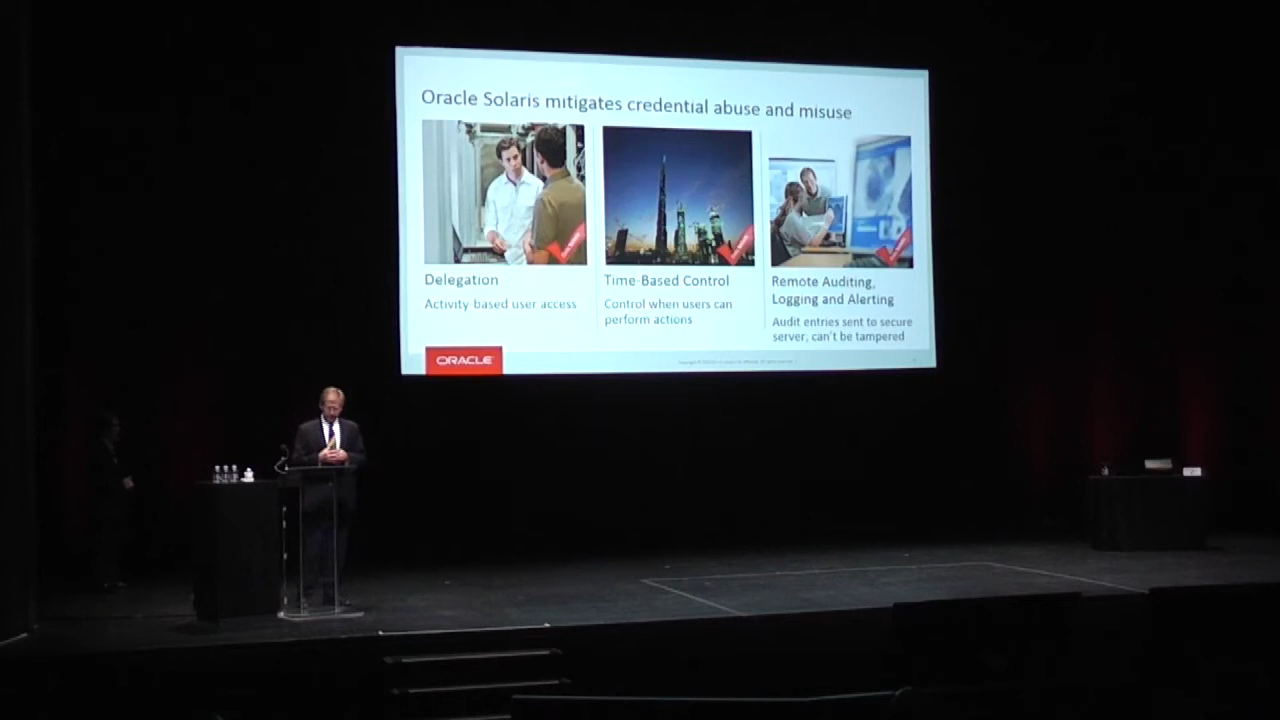 Oracle Solaris mitigates credential abuse and misuse
Delegation
Activity based user access
Time-Based Control
Control when users can
perform actions
Remote Auditing,
Logging and Alerting
Audit entries sent to secure
server; can't be tampered
ORACLE